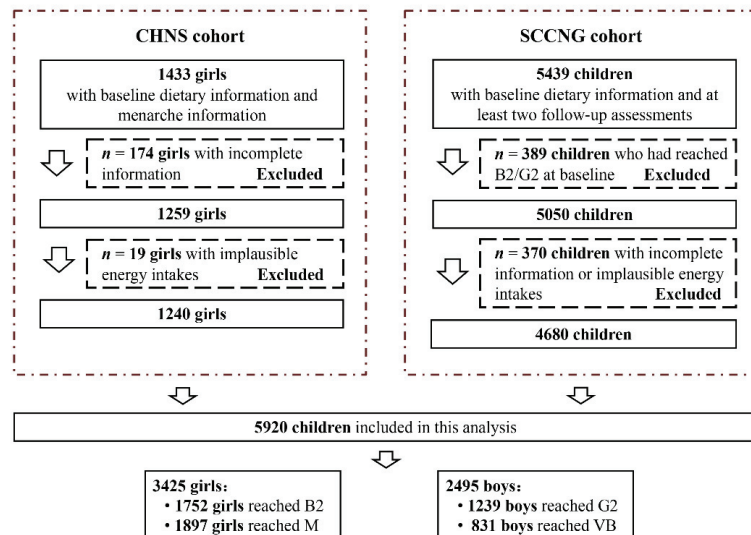 CHNS cohort
1433 girls
with baseline dietary information and
menarche information
n = 174 girls with incomplete
information Excluded
1259 girls
n = 19 girls with implausible
energy intakes Excluded
1240 girls
SCCNG cohort
5439 children
with baseline dietary information and at
least two follow-up assessments
n = 389 children who had reached
B2/G2 at baseline Excluded
5050 children
n = 370 children with incomplete
information or implausible energy
intakes Excluded
4680 children
5920 children included in this analysis
3425 girls:
• 1752 girls reached B2
• 1897 girls reached M
2495 boys:
• 1239 boys reached G2
• 831 boys reached VB